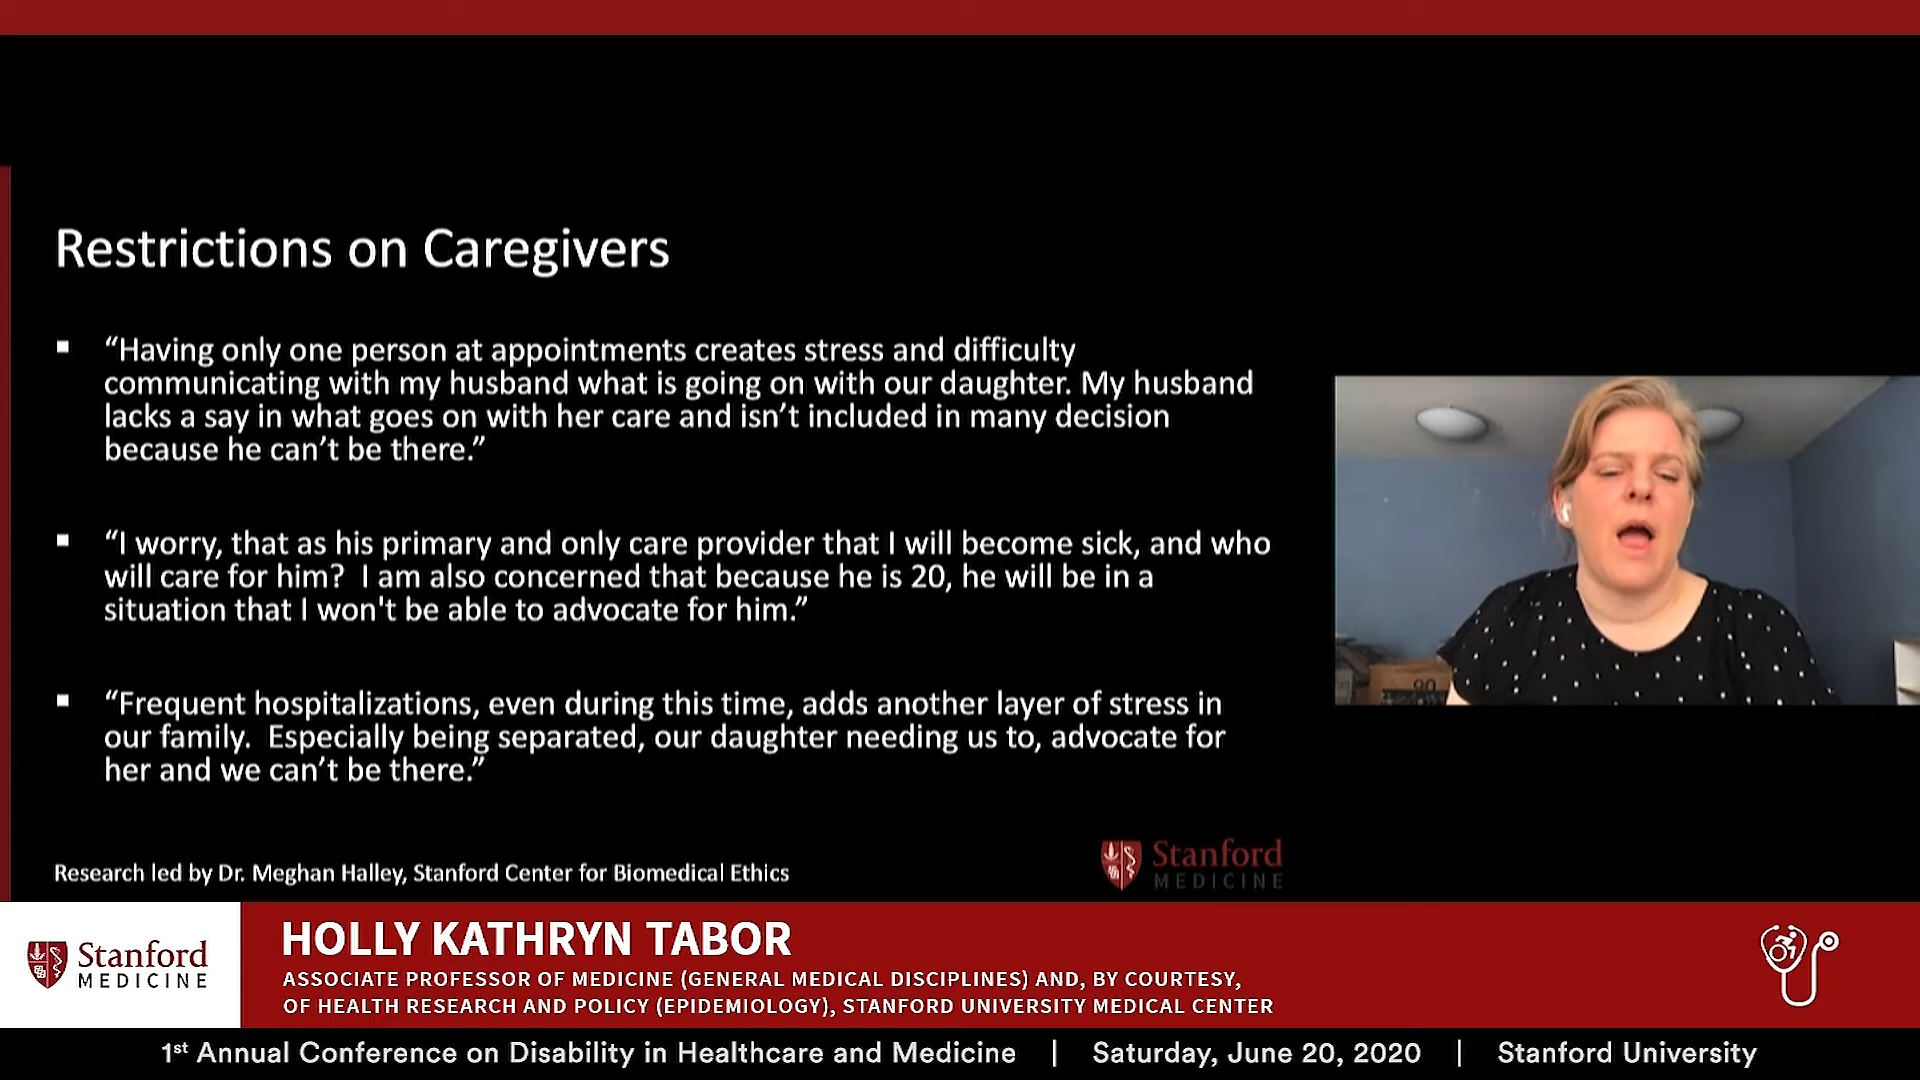 Restrictions on Caregivers
▪ “Having only one person at appointments creates stress and difficulty
communicating with my husband what is going on with our daughter. My husband
lacks a say in what goes on with her care and isn’t included in many decision
because he can’t be there.”
▪ “I worry, that as his primary and only care provider that I will become sick, and who
will care for him?  I am also concerned that because he is 20, he will be in a
situation that I won't be able to advocate for him.”
▪ “Frequent hospitalizations, even during this time, adds another layer of stress in
our family.  Especially being separated, our daughter needing us to, advocate for
her and we can’t be there.”
Research led by Dr. Meghan Halley, Stanford Center for Biomedical Ethics
Stanford
MEDICINE
90
Stanford
MEDICINE
HOLLY KATHRYN TABOR
ASSOCIATE PROFESSOR OF MEDICINE (GENERAL MEDICAL DISCIPLINES) AND, BY COURTESY,
OF HEALTH RESEARCH AND POLICY (EPIDEMIOLOGY), STANFORD UNIVERSITY MEDICAL CENTER
1st Annual Conference on Disability in Healthcare and Medicine | Saturday, June 20, 2020 | Stanford University